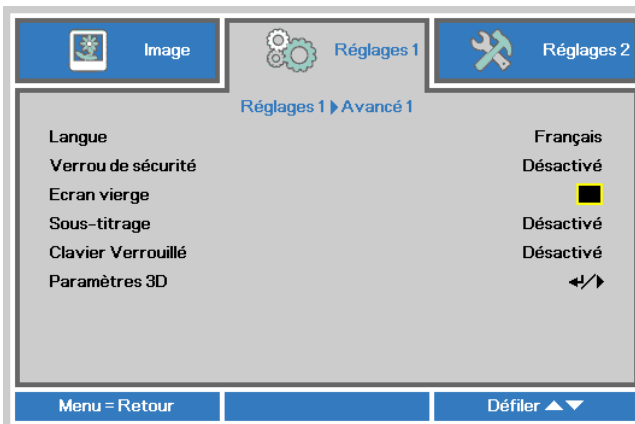 Image
Réglages 1
Réglages 2
Réglages 1 Avancé 1
Langue Français
Verrou de sécurité Désactivé
Ecran vierge
Sous-titrage Désactivé
Clavier Verrouillé Désactivé
Paramètres 3D
Menu = Retour
Défiler